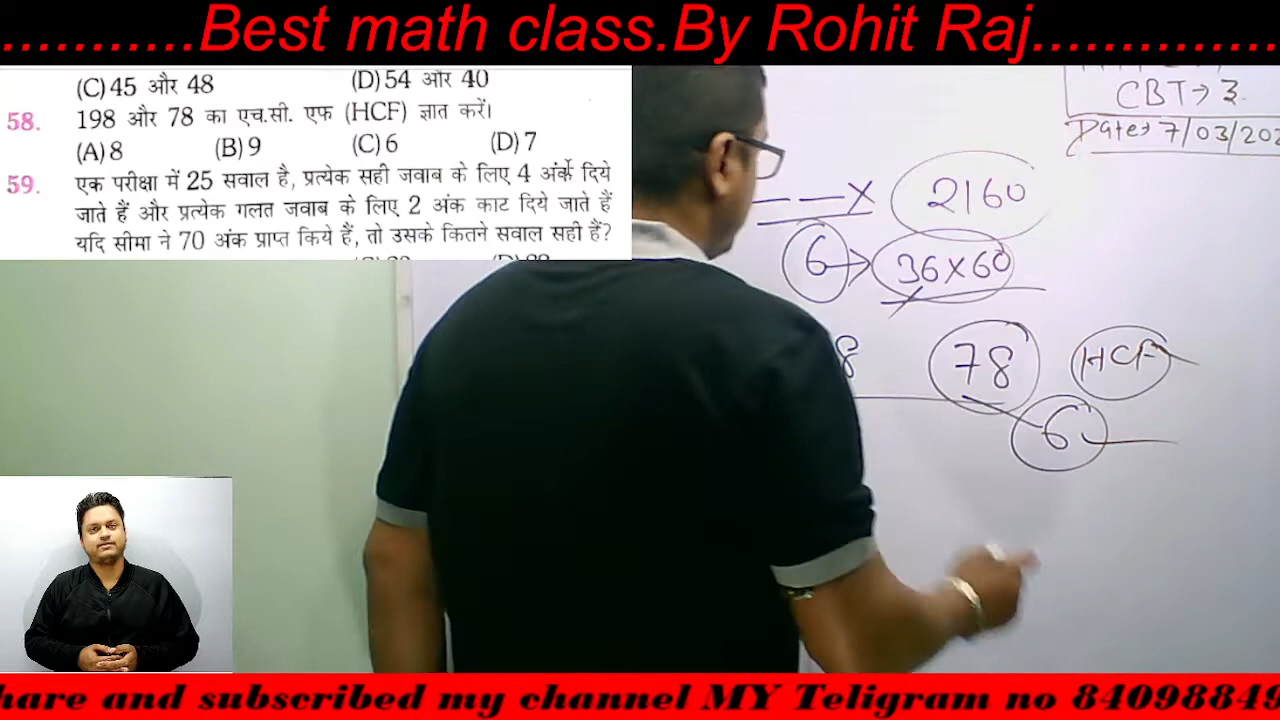 ...........Best math class.By Rohit Raj..............
(C) 45 और 48 (D) 54 और 40
58. 198 और 78 का एच.सी. एफ (HCF) ज्ञात करें।
(A) 8 (B) 9 (C) 6 (D) 7
59. एक परीक्षा में 25 सवाल है, प्रत्येक सही जवाब के लिए 4 अंक दिये
जाते हैं और प्रत्येक गलत जवाब के लिए 2 अंक काट दिये जाते हैं
यदि सीमा ने 70 अंक प्राप्त किये हैं, तो उसके कितने सवाल सही हैं?
CBT→ 3
Date→ 7/03/202
— — × 2160
6 → 36×60
8 78 HCF
6
hare and subscribed my channel MY Teligram no 84098849